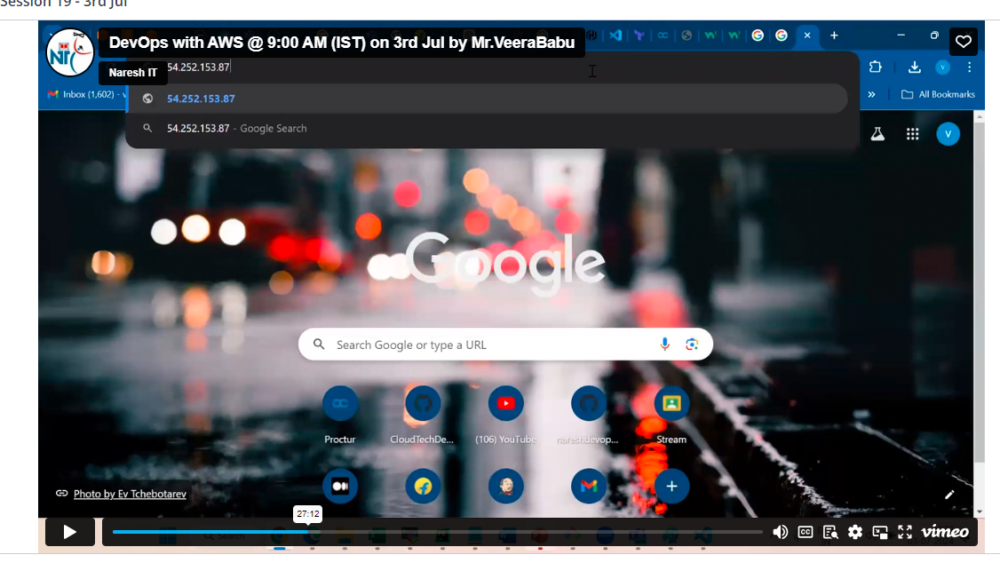 Session 19 - 3rd Jul
DevOps with AWS @ 9:00 AM (IST) on 3rd Jul by Mr.VeeraBabu
Naresh IT
54.252.153.87
Inbox (1,602) - v
All Bookmarks
54.252.153.87
54.252.153.87 - Google Search
V
Google
Search Google or type a URL
Proctur
CloudTechDe...
(106) YouTube
nareshdevop...
Stream
Photo by Ev Tchebotarev
27:12
CC
vimeo